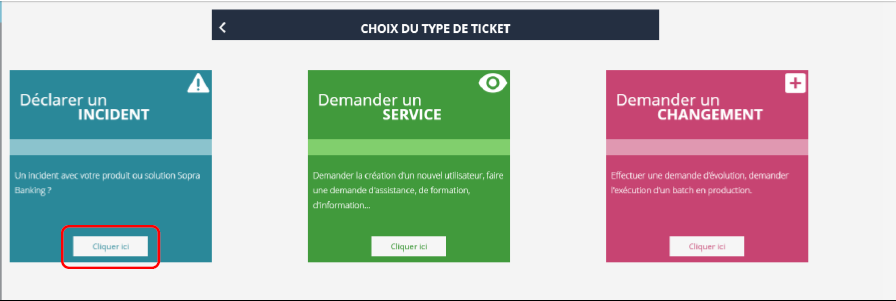 CHOIX DU TYPE DE TICKET
Déclarer un
INCIDENT
Un Incident avec votre produit ou solution Sopra
Banking ?
Cliquer ici
Demander un
SERVICE
Demander la création d'un nouvel utilisateur, faire
une demande d'assistance, de formation,
d'information...
Cliquer ici
Demander un
CHANGEMENT
Effectuer une demande d'évolution, demander
l'exécution d'un batch en production.
Cliquer ici